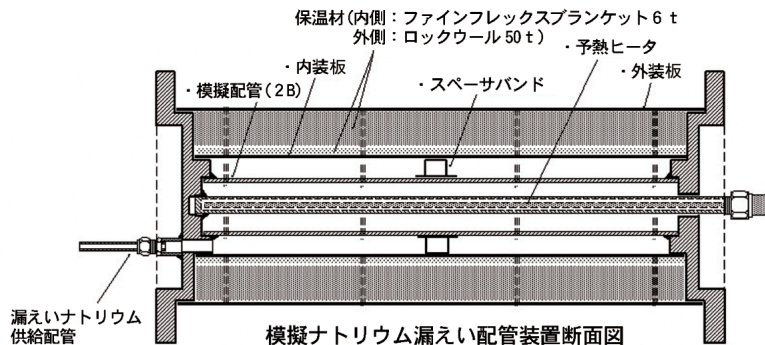 保温材(内側：ファインフレックスブランケット6 t
外側：ロックウール50 t)
・予熱ヒータ
・内装板
・スペーサバンド
・外装板
・模擬配管(2B)
漏えいナトリウム
供給配管
模擬ナトリウム漏えい配管装置断面図